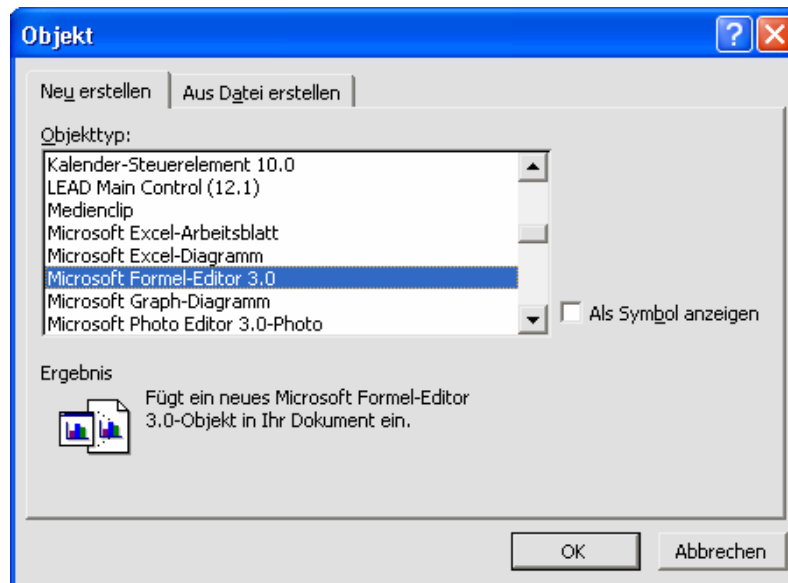 Objekt
Neu erstellen
Aus Datei erstellen
Objekttyp:
Kalender-Steuerelement 10.0
LEAD Main Control (12.1)
Medienclip
Microsoft Excel-Arbeitsblatt
Microsoft Excel-Diagramm
Microsoft Formel-Editor 3.0
Microsoft Graph-Diagramm
Microsoft Photo Editor 3.0-Photo
Als Symbol anzeigen
Ergebnis
Fügt ein neues Microsoft Formel-Editor
3.0-Objekt in Ihr Dokument ein.
OK
Abbrechen